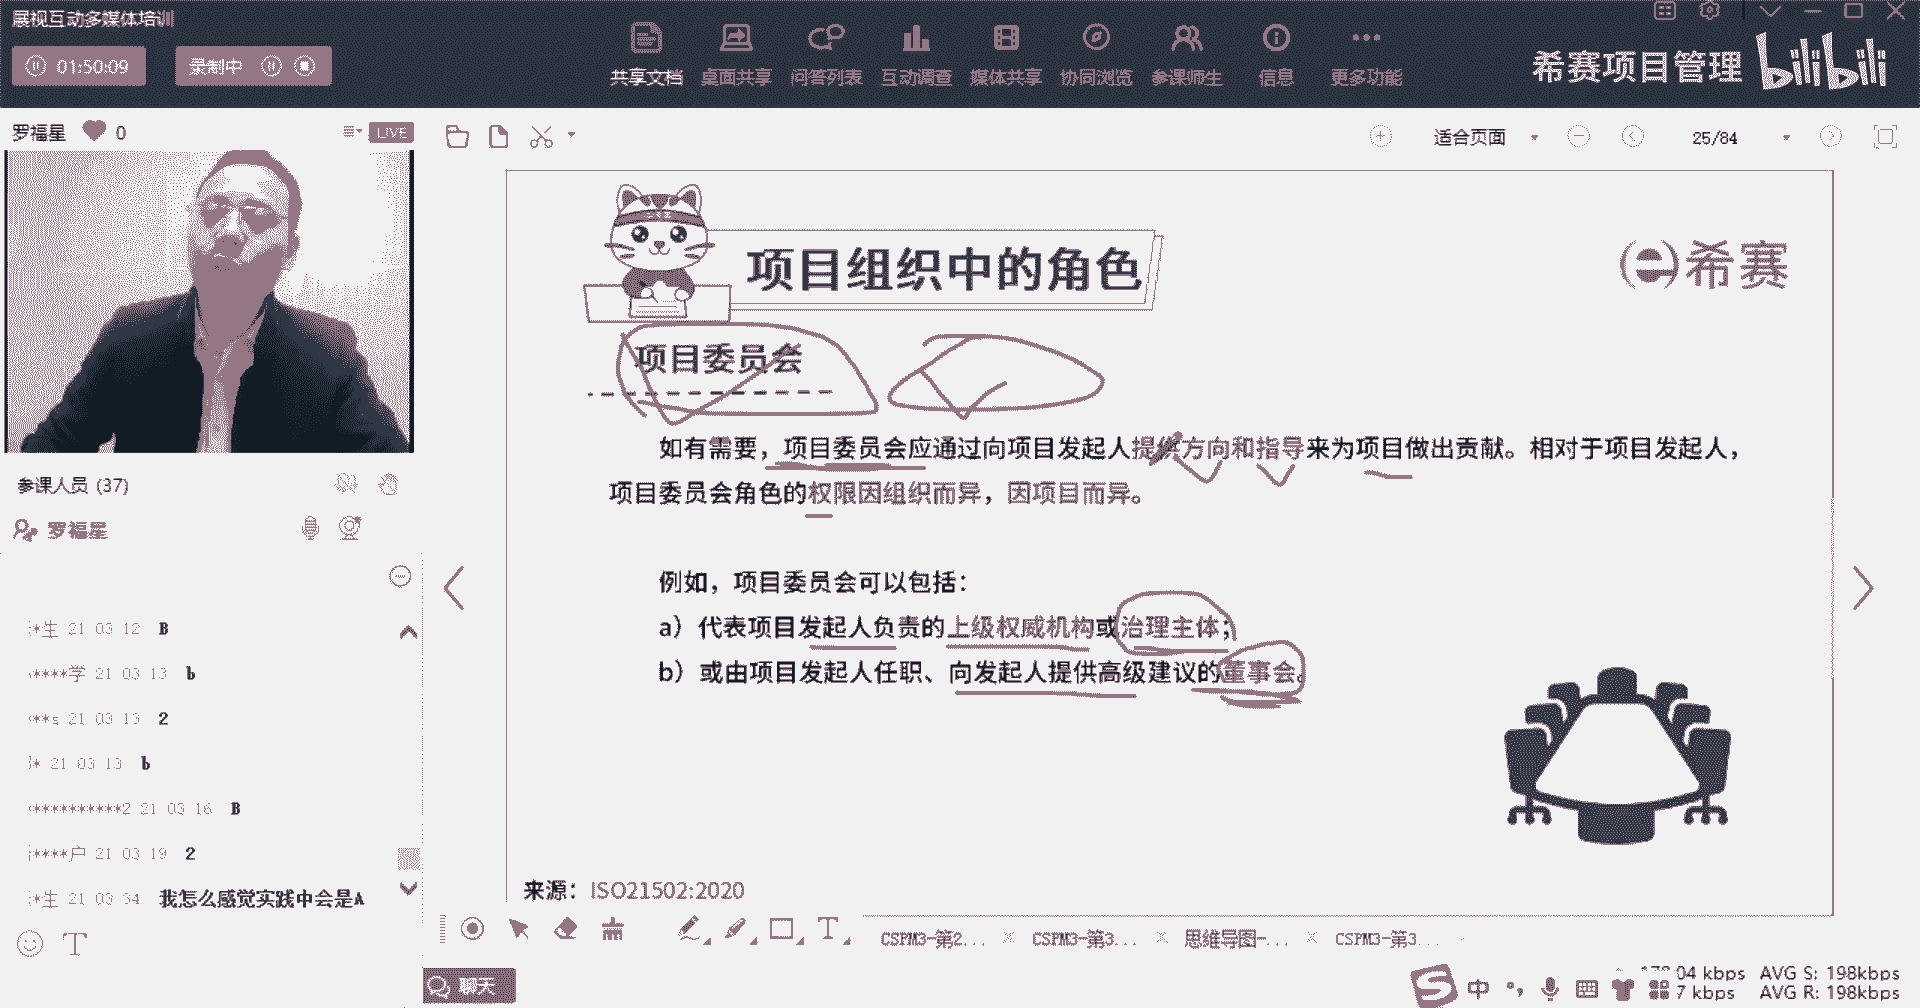 展视互动多媒体培训
01:50:09
录制中
共享文档
桌面共享
问答列表
互动调查
媒体共享
协同浏览
参课师生
信息
更多功能
希赛项目管理
bilibili
罗福星 0
LIVE
适合页面
25/84
项目组织中的角色
希赛
项目委员会
如有需要，项目委员会应通过向项目发起人提供方向和指导来为项目做出贡献。相对于项目发起人，
项目委员会角色的权限因组织而异，因项目而异。
例如，项目委员会可以包括：
a）代表项目发起人负责的上级权威机构或治理主体；
b）或由项目发起人任职、向发起人提供高级建议的董事会。
来源：ISO21502:2020
参课人员 (37)
罗福星
*生 21 03 12 B
****学 21 03 13 b
**s 21 03 13 2
* 21 03 13 b
**********2 21 03 16 B
****户 21 03 19 2
*生 21 03 34 我怎么感觉实践中会是A
T
T
CSPM3-第2...
CSPM3-第3...
思维导图-...
CSPM3-第3...
聊天
S 中
04 kbps AVG S: 198kbps
7 kbps AVG R: 198kbps